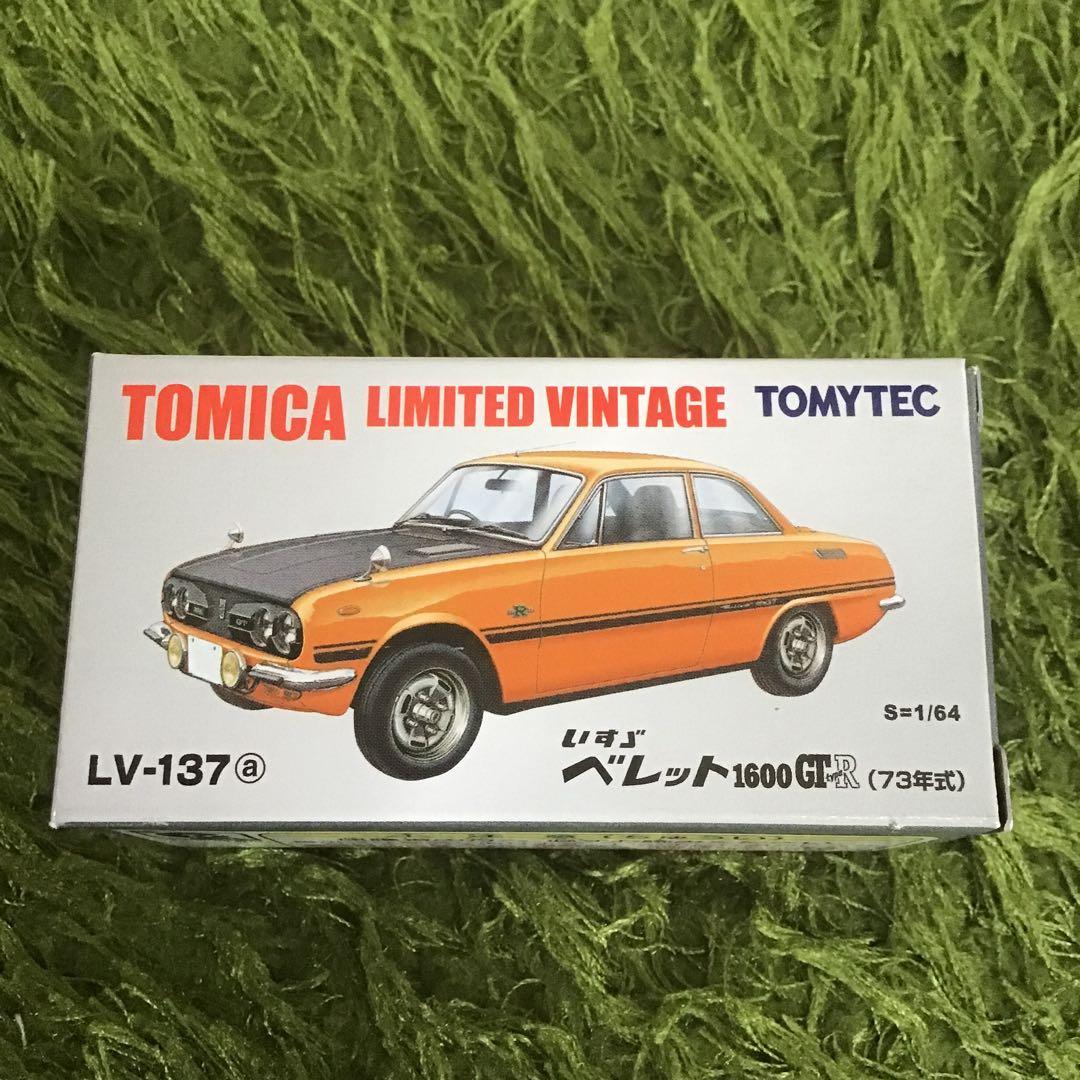 TOMICA LIMITED VINTAGE TOMYTEC
S=1/64
LV-137ⓐ
いすゞ
ベレット1600GT typeR (73年式)